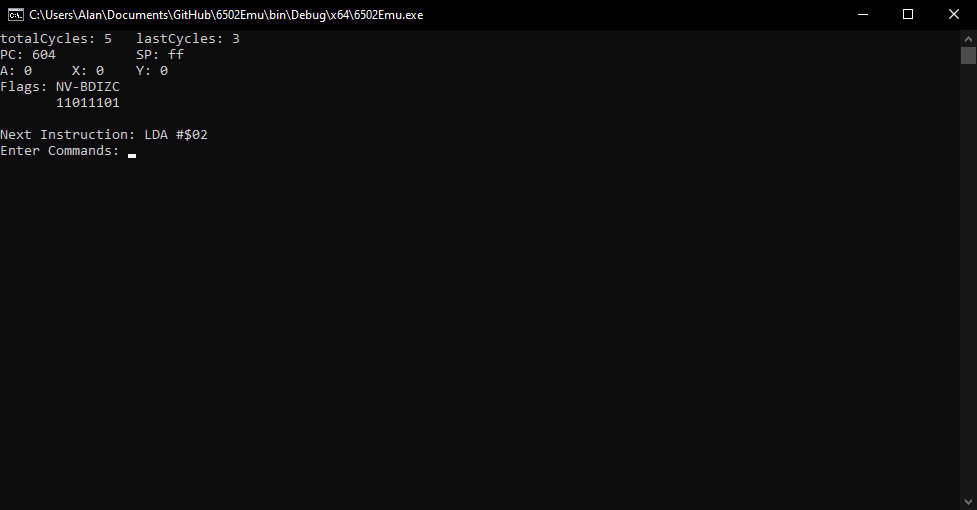 C:\Users\Alan\Documents\GitHub\6502Emu\bin\Debug\x64\6502Emu.exe
totalCycles: 5   lastCycles: 3
PC: 604          SP: ff
A: 0     X: 0    Y: 0
Flags: NV-BDIZC
       11011101
Next Instruction: LDA #$02
Enter Commands: